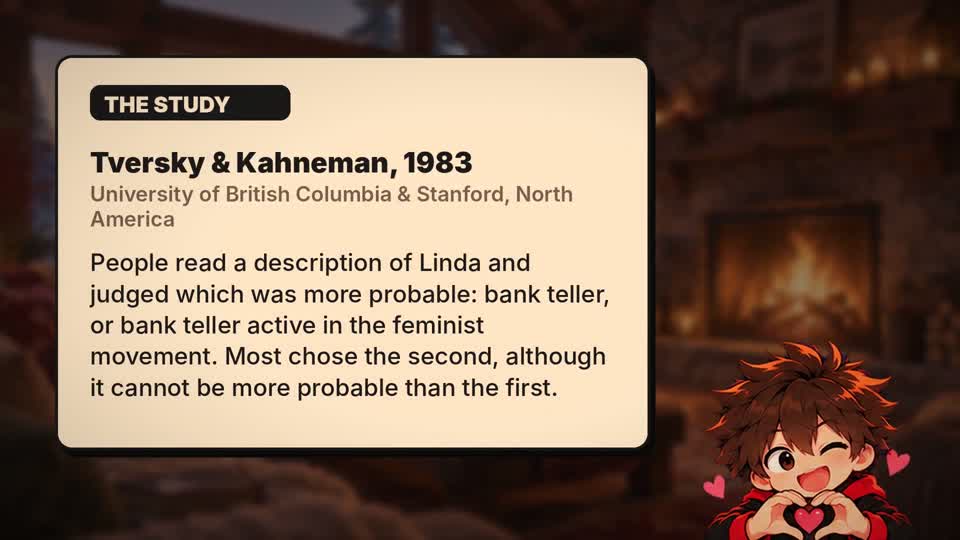 THE STUDY
Tversky & Kahneman, 1983
University of British Columbia & Stanford, North
America
People read a description of Linda and
judged which was more probable: bank teller,
or bank teller active in the feminist
movement. Most chose the second, although
it cannot be more probable than the first.